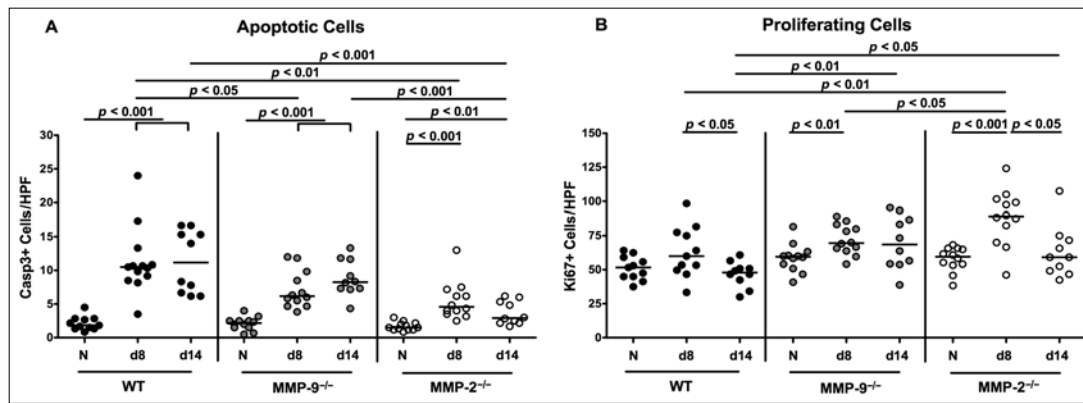 A
Apoptotic Cells
p < 0.001
p < 0.01
p < 0.05
p < 0.001
p < 0.001
p < 0.001
p < 0.01
p < 0.001
30
25
20
15
10
5
0
Casp3+ Cells/HPF
N d8 d14 N d8 d14 N d8 d14
WT MMP-9⁻/⁻ MMP-2⁻/⁻
B
Proliferating Cells
p < 0.05
p < 0.01
p < 0.01
p < 0.05
p < 0.05
p < 0.01
p < 0.001
p < 0.05
150
125
100
75
50
25
0
Ki67+ Cells/HPF
N d8 d14 N d8 d14 N d8 d14
WT MMP-9⁻/⁻ MMP-2⁻/⁻